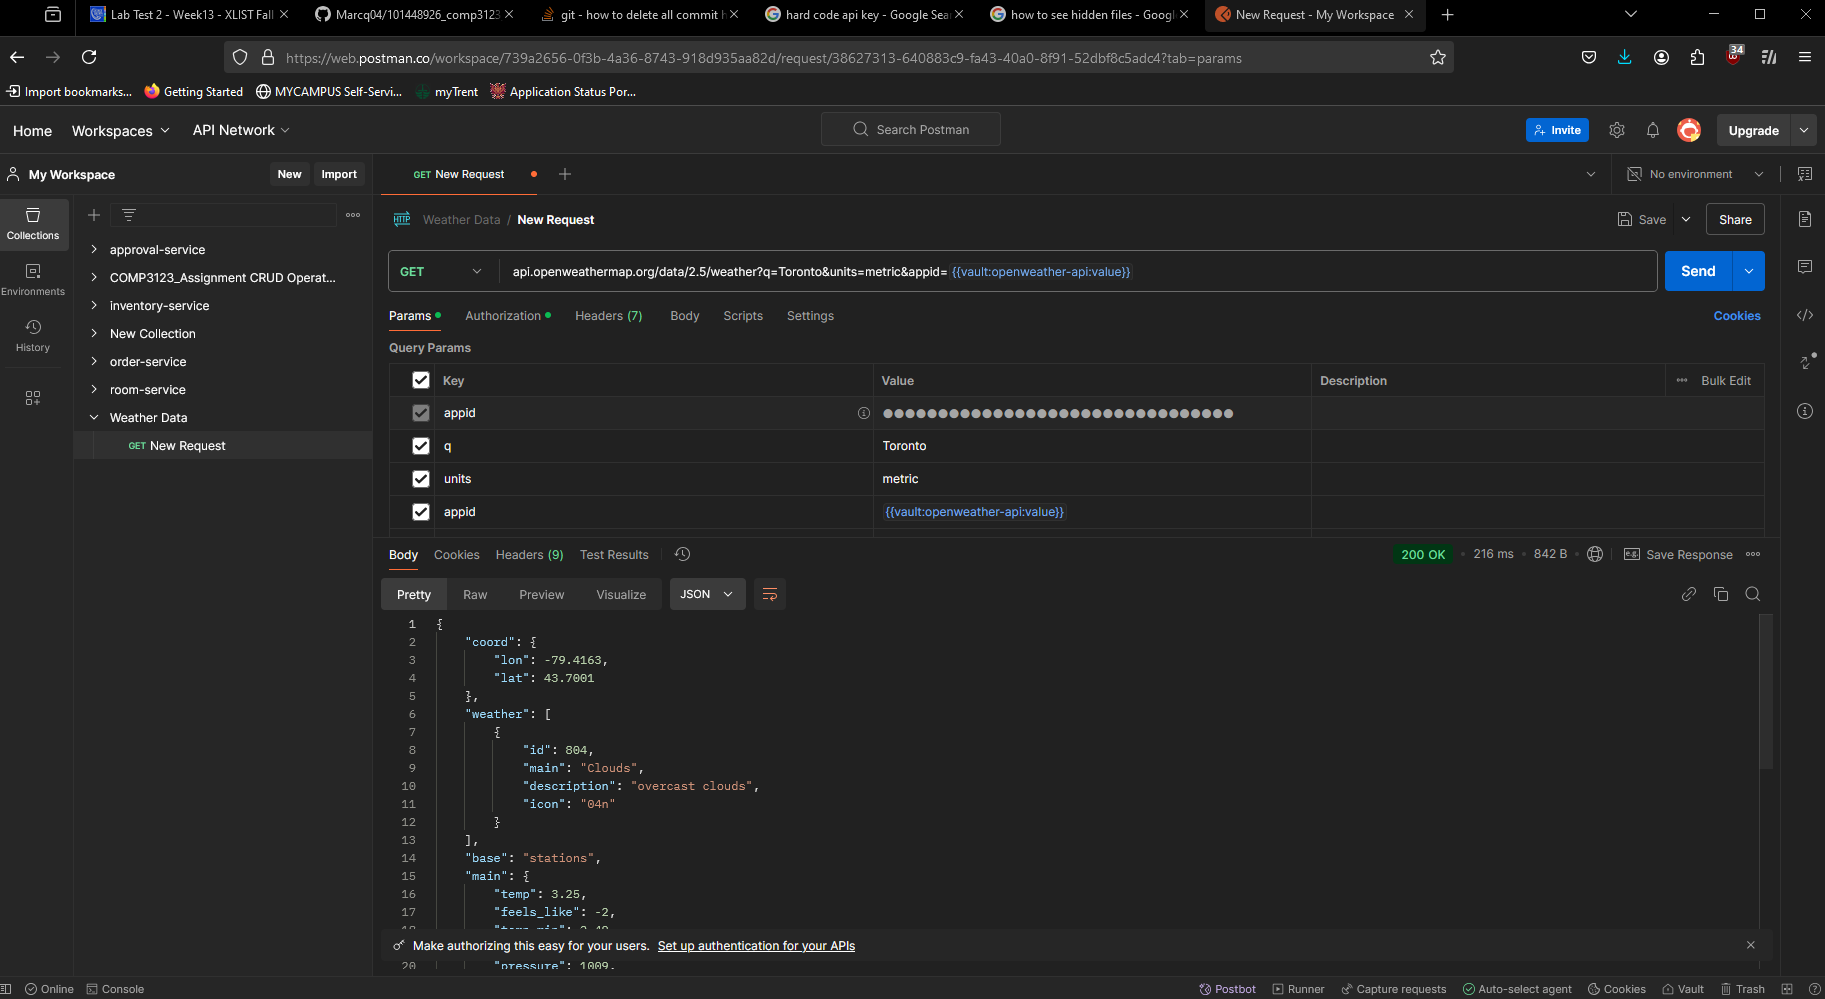 Lab Test 2 - Week13 - XLIST Fall
Marcq04/101448926_comp3123
git - how to delete all commit h
hard code api key - Google Sea
how to see hidden files - Googl
New Request - My Workspace
https://web.postman.co/workspace/739a2656-0f3b-4a36-8743-918d935aa82d/request/38627313-640883c9-fa43-40a0-8f91-52dbf8c5adc4?tab=params
34
Import bookmarks...
Getting Started
MYCAMPUS Self-Servi...
myTrent
Application Status Por...
Home
Workspaces
API Network
Search Postman
Invite
Upgrade
My Workspace
New
Import
GET New Request
No environment
Collections
Environments
History
approval-service
COMP3123_Assignment CRUD Operat...
inventory-service
New Collection
order-service
room-service
Weather Data
GET New Request
HTTP
Weather Data / New Request
Save
Share
GET
api.openweathermap.org/data/2.5/weather?q=Toronto&units=metric&appid= {{vault:openweather-api:value}}
Send
Params
Authorization
Headers (7)
Body
Scripts
Settings
Cookies
Query Params
Key
Value
Description
Bulk Edit
appid ●●●●●●●●●●●●●●●●●●●●●●●●●●●●●●●●
q Toronto
units metric
appid {{vault:openweather-api:value}}
Body
Cookies
Headers (9)
Test Results
200 OK
216 ms
842 B
e.g.
Save Response
Pretty
Raw
Preview
Visualize
JSON
1 {
2 "coord": {
3 "lon": -79.4163,
4 "lat": 43.7001
5 },
6 "weather": [
7 {
8 "id": 804,
9 "main": "Clouds",
10 "description": "overcast clouds",
11 "icon": "04n"
12 }
13 ],
14 "base": "stations",
15 "main": {
16 "temp": 3.25,
17 "feels_like": -2,
Make authorizing this easy for your users. Set up authentication for your APIs
20 "pressure": 1009,
Online
Console
Postbot
Runner
Capture requests
Auto-select agent
Cookies
Vault
Trash